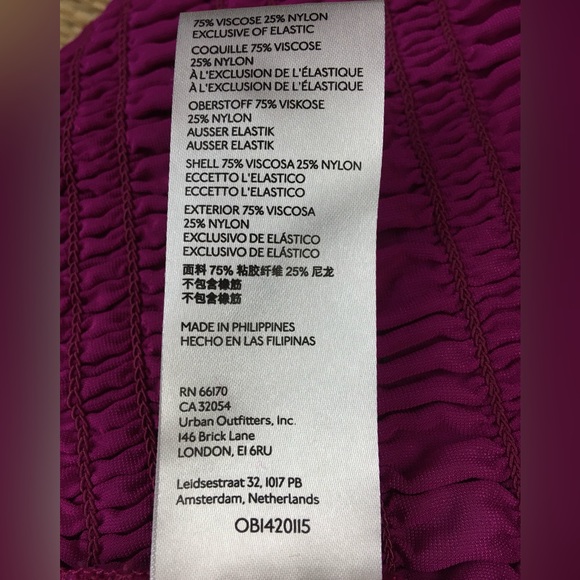 75% VISCOSE 25% NYLON
EXCLUSIVE OF ELASTIC
COQUILLE 75% VISCOSE
25% NYLON
À L'EXCLUSION DE L'ÉLASTIQUE
À L'EXCLUSION DE L'ÉLASTIQUE
OBERSTOFF 75% VISKOSE
25% NYLON
AUSSER ELASTIK
AUSSER ELASTIK
SHELL 75% VISCOSA 25% NYLON
ECCETTO L'ELASTICO
ECCETTO L'ELASTICO
EXTERIOR 75% VISCOSA
25% NYLON
EXCLUSIVO DE ELÁSTICO
EXCLUSIVO DE ELÁSTICO
面料 75% 粘胶纤维 25% 尼龙
不包含橡筋
不包含橡筋
MADE IN PHILIPPINES
HECHO EN LAS FILIPINAS
RN 66170
CA 32054
Urban Outfitters, Inc.
146 Brick Lane
LONDON, E1 6RU
Leidsestraat 32, 1017 PB
Amsterdam, Netherlands
OB1420115